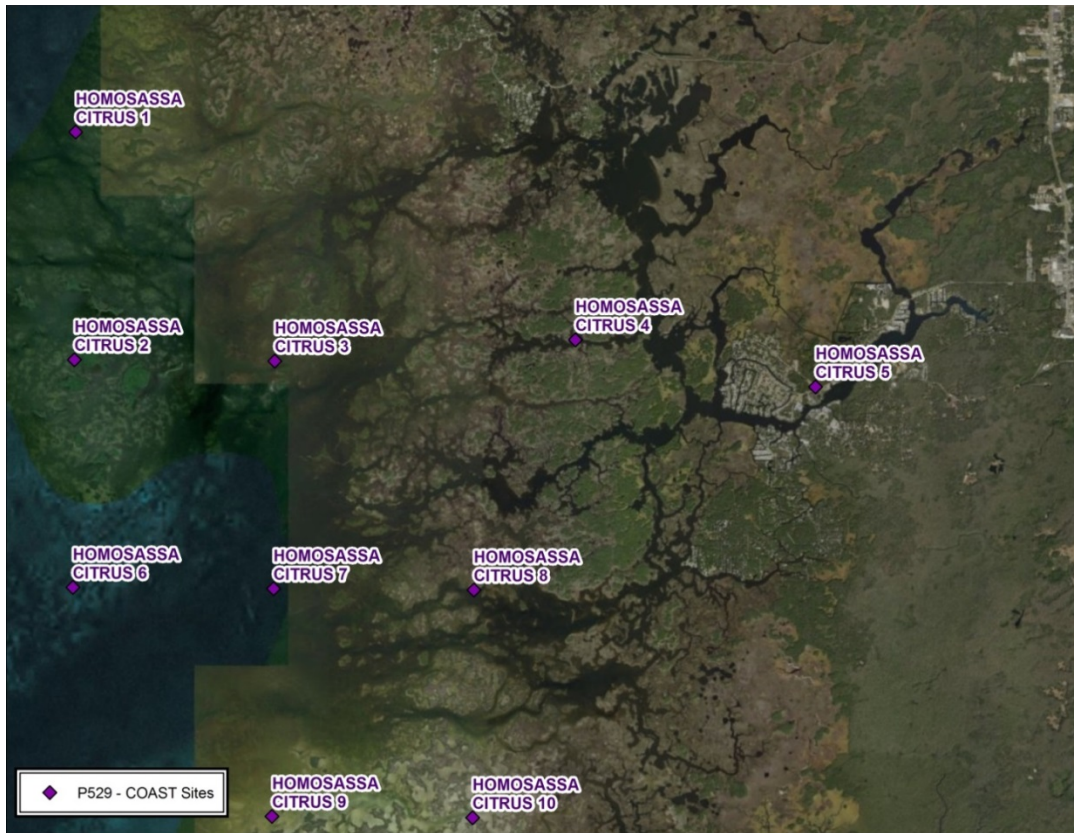 HOMOSASSA
CITRUS 1
HOMOSASSA
CITRUS 2
HOMOSASSA
CITRUS 3
HOMOSASSA
CITRUS 4
HOMOSASSA
CITRUS 5
HOMOSASSA
CITRUS 6
HOMOSASSA
CITRUS 7
HOMOSASSA
CITRUS 8
HOMOSASSA
CITRUS 9
HOMOSASSA
CITRUS 10
P529 - COAST Sites